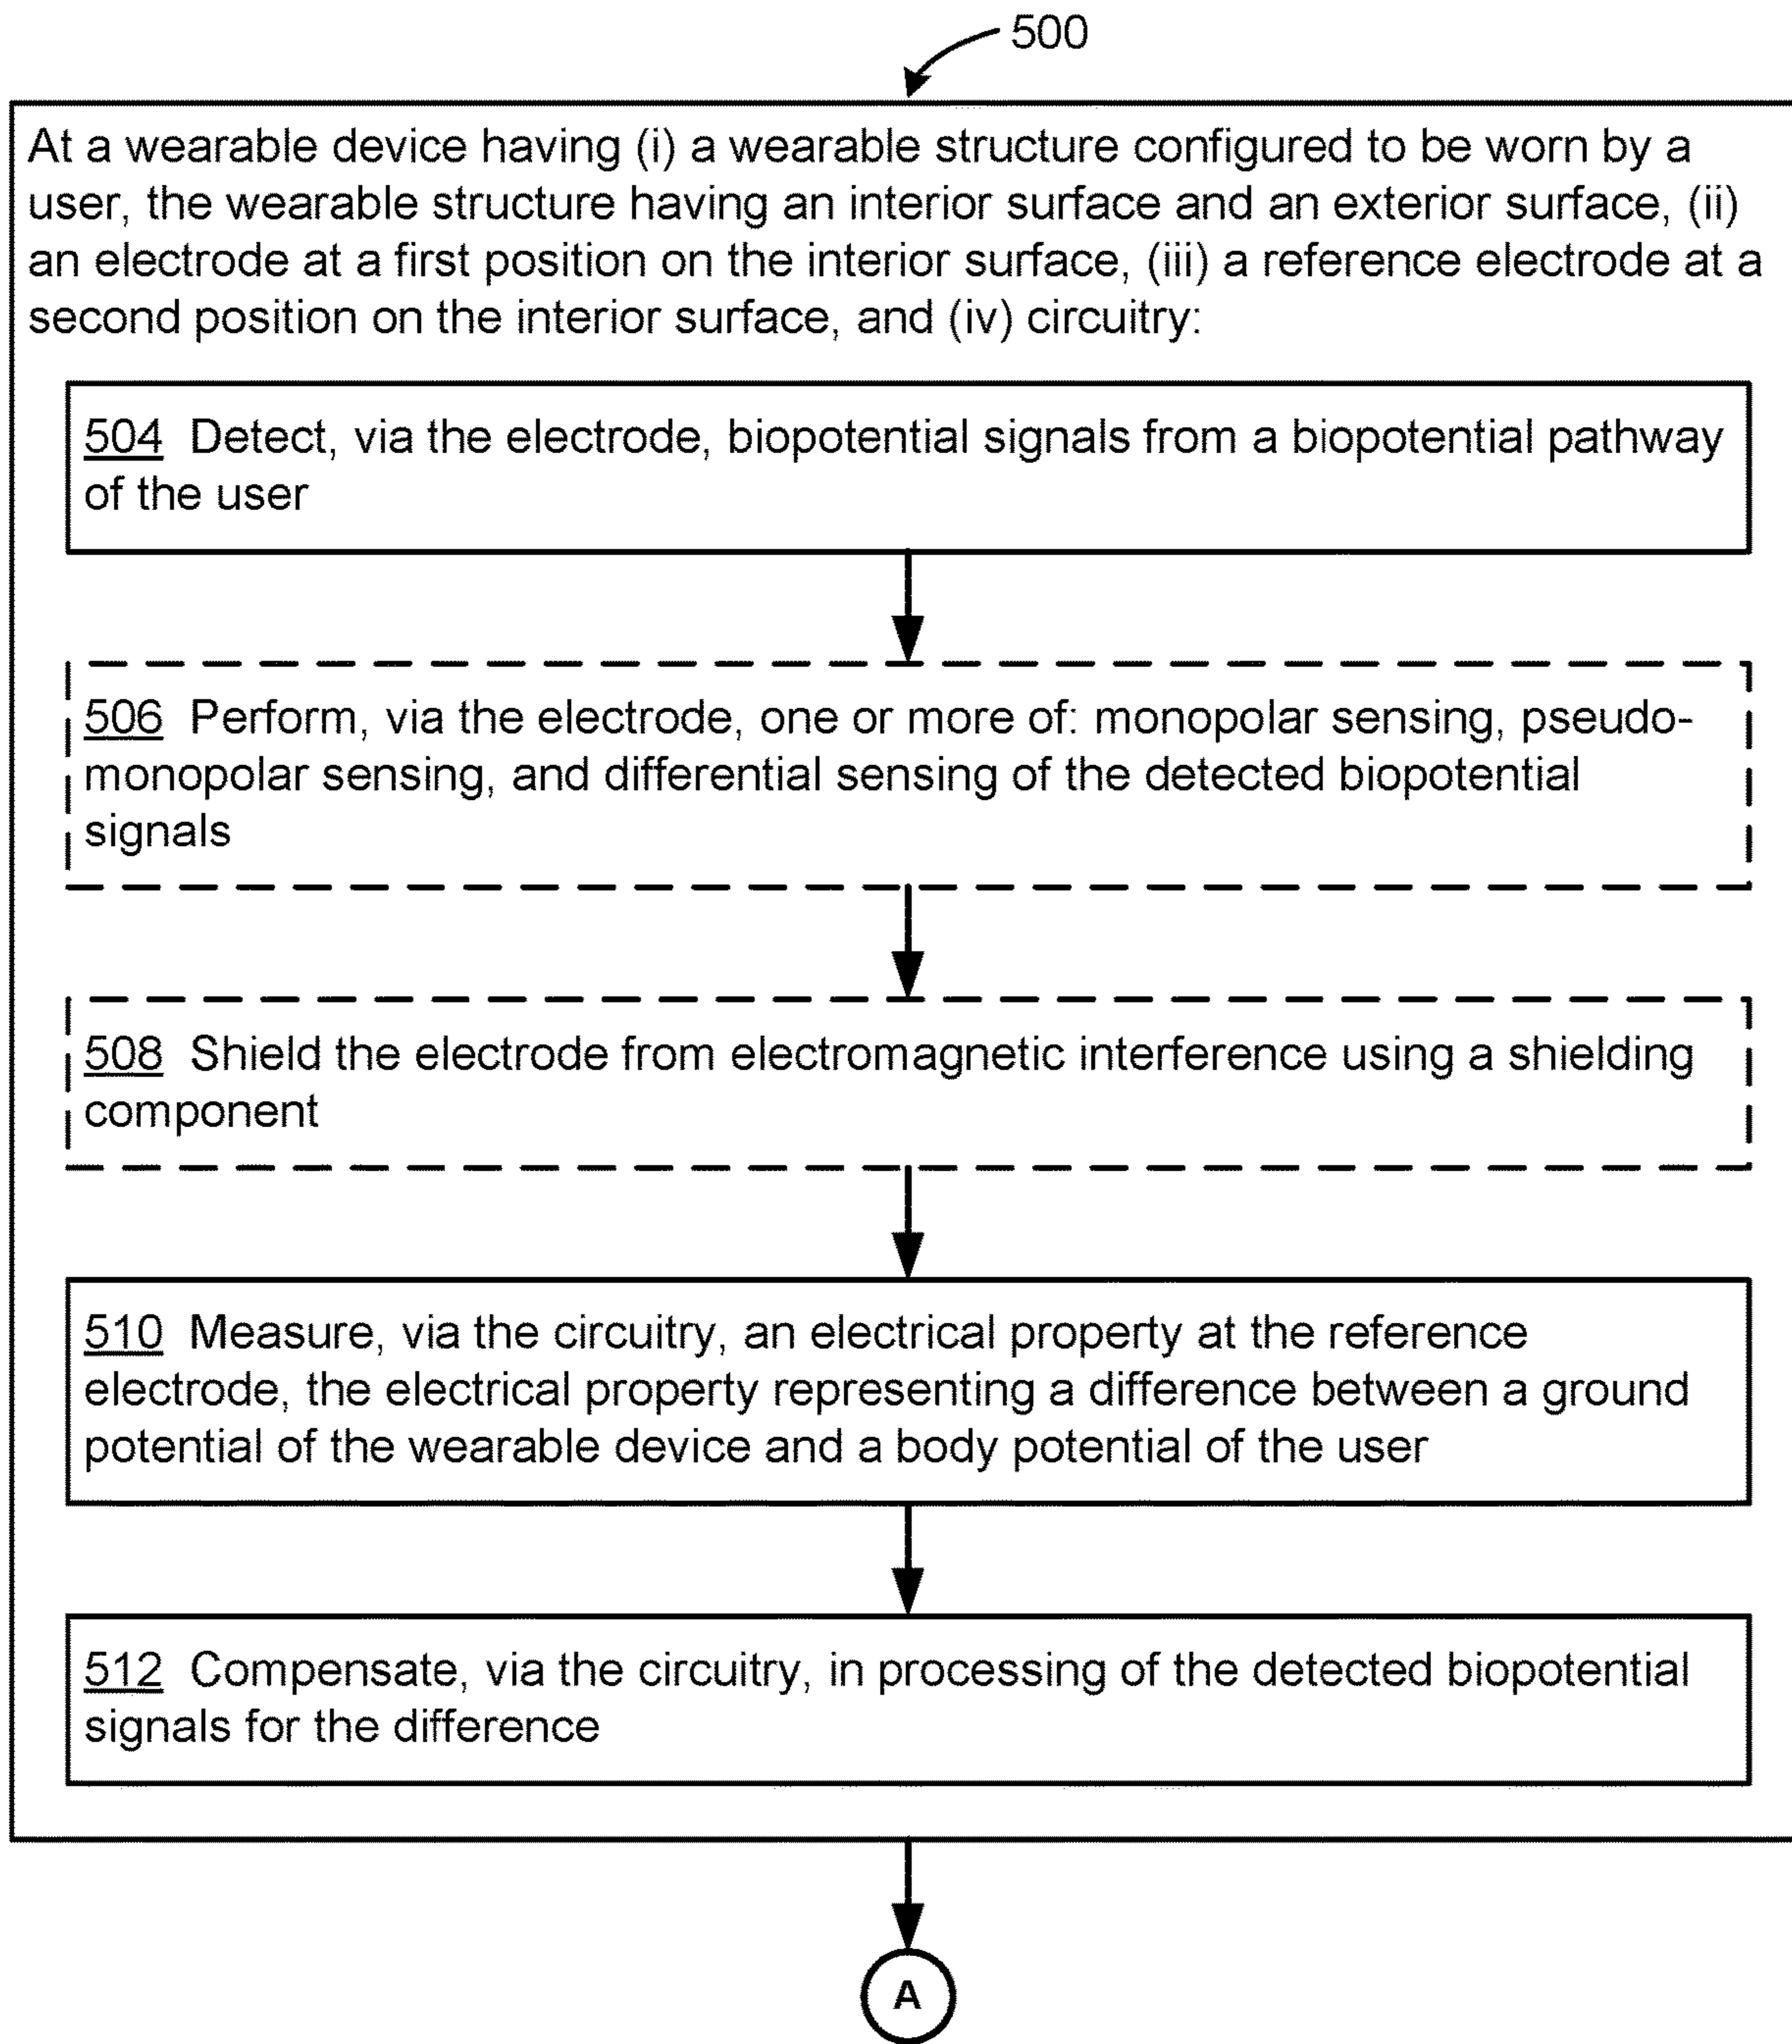 500
At a wearable device having (i) a wearable structure configured to be worn by a
user, the wearable structure having an interior surface and an exterior surface, (ii)
an electrode at a first position on the interior surface, (iii) a reference electrode at a
second position on the interior surface, and (iv) circuitry:
504 Detect, via the electrode, biopotential signals from a biopotential pathway
of the user
506 Perform, via the electrode, one or more of: monopolar sensing, pseudo-
monopolar sensing, and differential sensing of the detected biopotential
signals
508 Shield the electrode from electromagnetic interference using a shielding
component
510 Measure, via the circuitry, an electrical property at the reference
electrode, the electrical property representing a difference between a ground
potential of the wearable device and a body potential of the user
512 Compensate, via the circuitry, in processing of the detected biopotential
signals for the difference
A